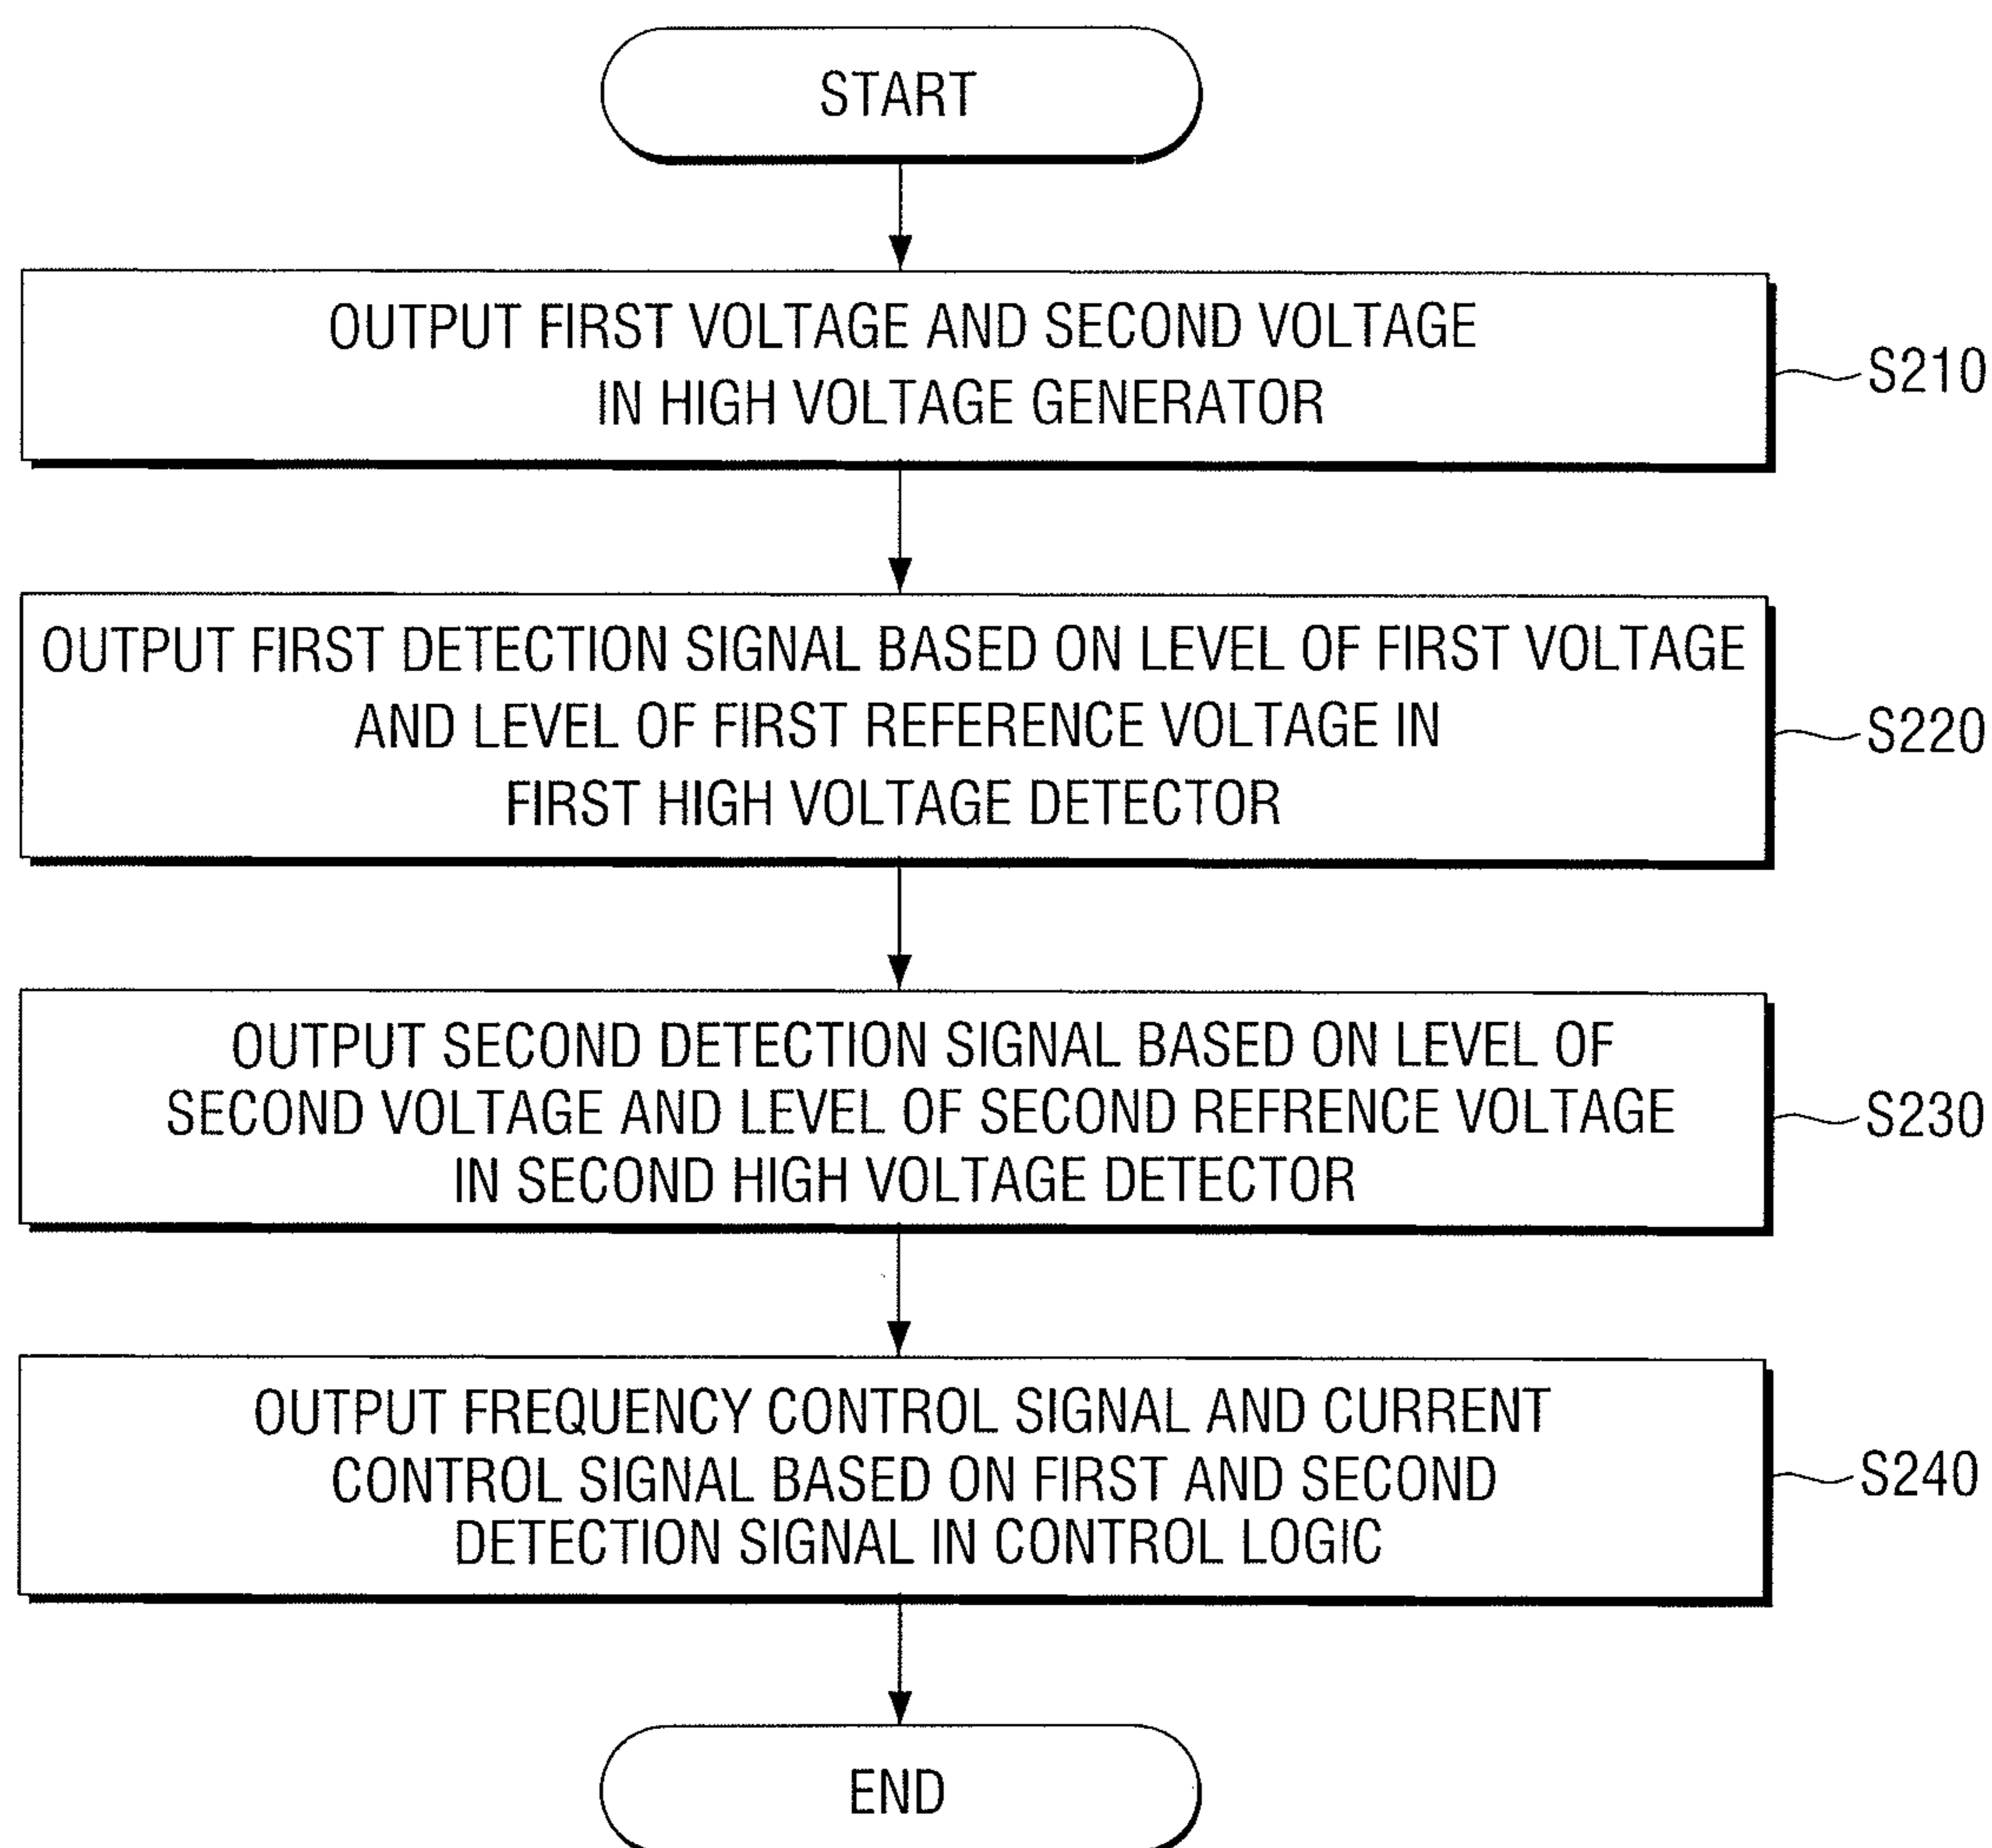 START
OUTPUT FIRST VOLTAGE AND SECOND VOLTAGE
IN HIGH VOLTAGE GENERATOR
S210
OUTPUT FIRST DETECTION SIGNAL BASED ON LEVEL OF FIRST VOLTAGE
AND LEVEL OF FIRST REFERENCE VOLTAGE IN
FIRST HIGH VOLTAGE DETECTOR
S220
OUTPUT SECOND DETECTION SIGNAL BASED ON LEVEL OF
SECOND VOLTAGE AND LEVEL OF SECOND REFRENCE VOLTAGE
IN SECOND HIGH VOLTAGE DETECTOR
S230
OUTPUT FREQUENCY CONTROL SIGNAL AND CURRENT
CONTROL SIGNAL BASED ON FIRST AND SECOND
DETECTION SIGNAL IN CONTROL LOGIC
S240
END